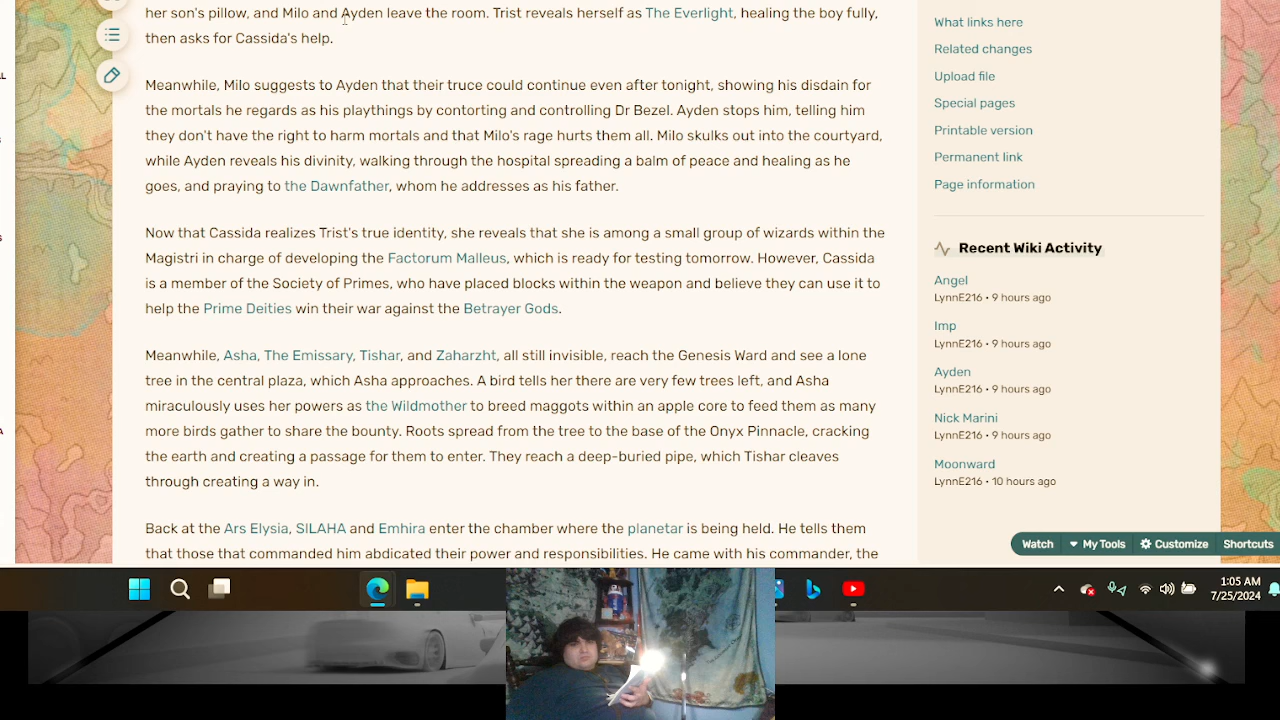 her son's pillow, and Milo and Ayden leave the room. Trist reveals herself as The Everlight, healing the boy fully,
then asks for Cassida's help.
Meanwhile, Milo suggests to Ayden that their truce could continue even after tonight, showing his disdain for
the mortals he regards as his playthings by contorting and controlling Dr Bezel. Ayden stops him, telling him
they don't have the right to harm mortals and that Milo's rage hurts them all. Milo skulks out into the courtyard,
while Ayden reveals his divinity, walking through the hospital spreading a balm of peace and healing as he
goes, and praying to the Dawnfather, whom he addresses as his father.
Now that Cassida realizes Trist's true identity, she reveals that she is among a small group of wizards within the
Magistri in charge of developing the Factorum Malleus, which is ready for testing tomorrow. However, Cassida
is a member of the Society of Primes, who have placed blocks within the weapon and believe they can use it to
help the Prime Deities win their war against the Betrayer Gods.
Meanwhile, Asha, The Emissary, Tishar, and Zaharzht, all still invisible, reach the Genesis Ward and see a lone
tree in the central plaza, which Asha approaches. A bird tells her there are very few trees left, and Asha
miraculously uses her powers as the Wildmother to breed maggots within an apple core to feed them as many
more birds gather to share the bounty. Roots spread from the tree to the base of the Onyx Pinnacle, cracking
the earth and creating a passage for them to enter. They reach a deep-buried pipe, which Tishar cleaves
through creating a way in.
Back at the Ars Elysia, SILAHA and Emhira enter the chamber where the planetar is being held. He tells them
that those that commanded him abdicated their power and responsibilities. He came with his commander, the
What links here
Related changes
Upload file
Special pages
Printable version
Permanent link
Page information
Recent Wiki Activity
Angel
LynnE216 • 9 hours ago
Imp
LynnE216 • 9 hours ago
Ayden
LynnE216 • 9 hours ago
Nick Marini
LynnE216 • 9 hours ago
Moonward
LynnE216 • 10 hours ago
Watch My Tools Customize Shortcuts
1:05 AM
7/25/2024